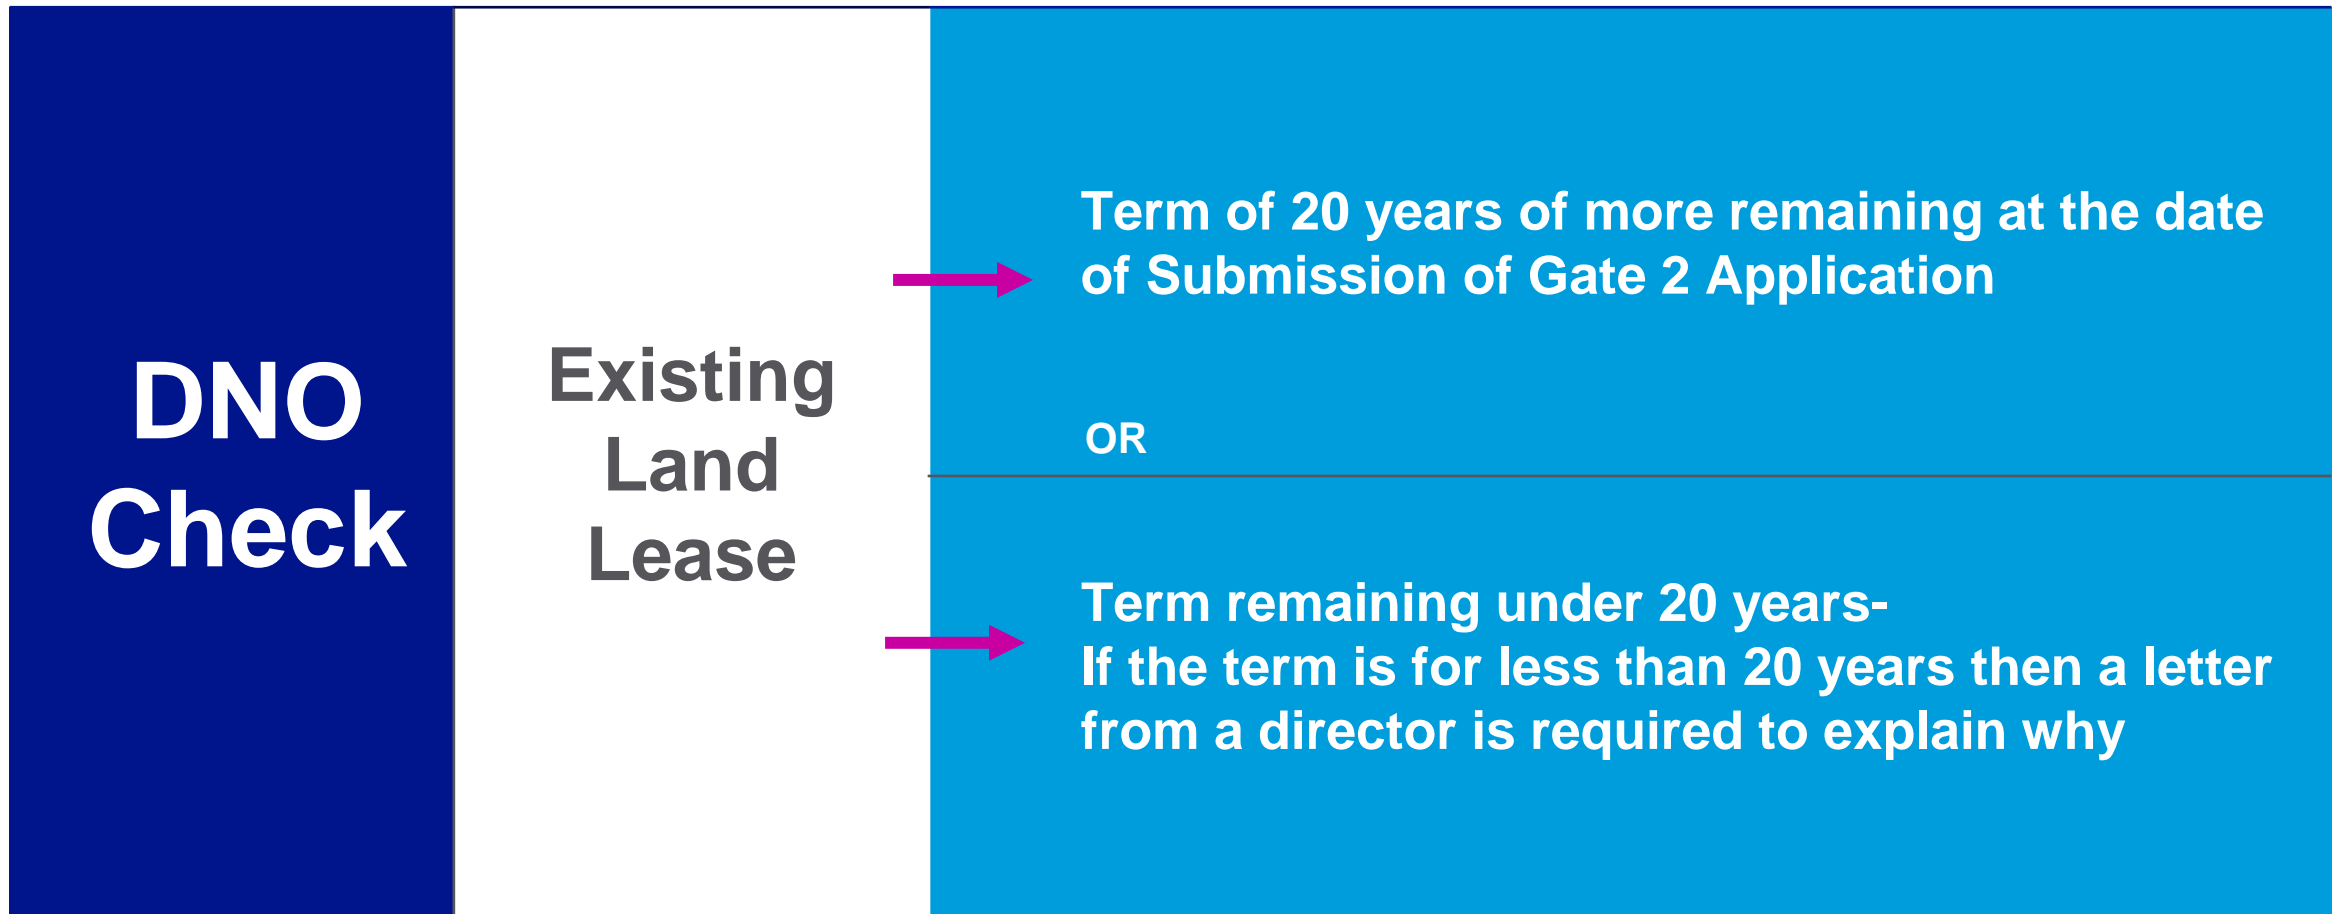 DNO
Check
Existing
Land
Lease
Term of 20 years of more remaining at the date
of Submission of Gate 2 Application
OR
Term remaining under 20 years-
If the term is for less than 20 years then a letter
from a director is required to explain why